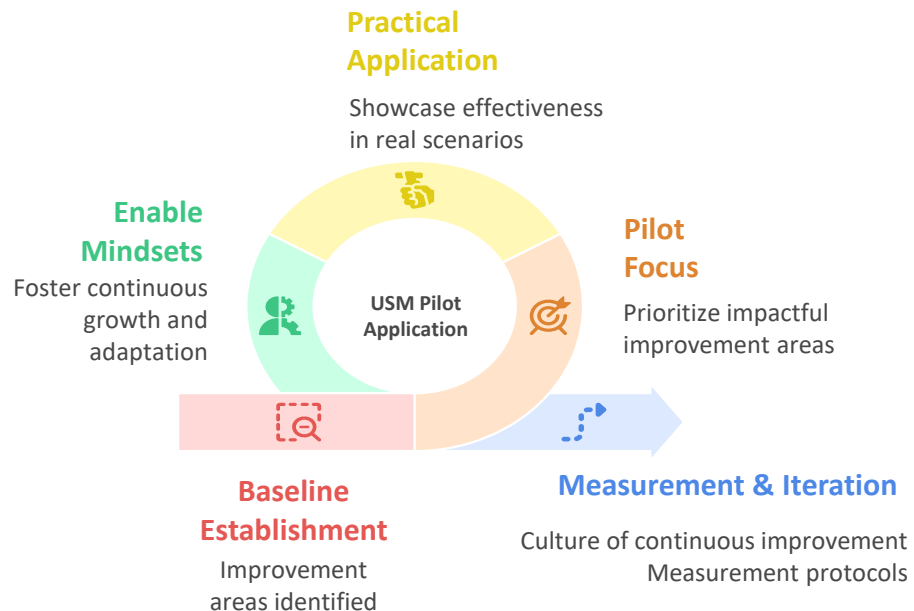 Practical
Application
Showcase effectiveness
in real scenarios
Enable
Mindsets
Foster continuous
growth and
adaptation
USM Pilot
Application
Pilot
Focus
Prioritize impactful
improvement areas
Baseline
Establishment
Improvement
areas identified
Measurement & Iteration
Culture of continuous improvement
Measurement protocols